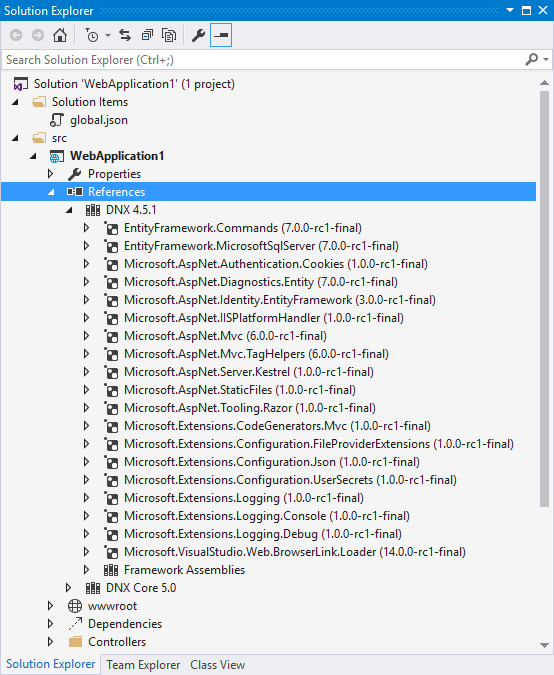 Solution Explorer
Search Solution Explorer (Ctrl+;)
Solution 'WebApplication1' (1 project)
Solution Items
global.json
src
WebApplication1
Properties
References
DNX 4.5.1
EntityFramework.Commands (7.0.0-rc1-final)
EntityFramework.MicrosoftSqlServer (7.0.0-rc1-final)
Microsoft.AspNet.Authentication.Cookies (1.0.0-rc1-final)
Microsoft.AspNet.Diagnostics.Entity (7.0.0-rc1-final)
Microsoft.AspNet.Identity.EntityFramework (3.0.0-rc1-final)
Microsoft.AspNet.IISPlatformHandler (1.0.0-rc1-final)
Microsoft.AspNet.Mvc (6.0.0-rc1-final)
Microsoft.AspNet.Mvc.TagHelpers (6.0.0-rc1-final)
Microsoft.AspNet.Server.Kestrel (1.0.0-rc1-final)
Microsoft.AspNet.StaticFiles (1.0.0-rc1-final)
Microsoft.AspNet.Tooling.Razor (1.0.0-rc1-final)
Microsoft.Extensions.CodeGenerators.Mvc (1.0.0-rc1-final)
Microsoft.Extensions.Configuration.FileProviderExtensions (1.0.0-rc1-final)
Microsoft.Extensions.Configuration.Json (1.0.0-rc1-final)
Microsoft.Extensions.Configuration.UserSecrets (1.0.0-rc1-final)
Microsoft.Extensions.Logging (1.0.0-rc1-final)
Microsoft.Extensions.Logging.Console (1.0.0-rc1-final)
Microsoft.Extensions.Logging.Debug (1.0.0-rc1-final)
Microsoft.VisualStudio.Web.BrowserLink.Loader (14.0.0-rc1-final)
Framework Assemblies
DNX Core 5.0
wwwroot
Dependencies
Controllers
Solution Explorer Team Explorer Class View